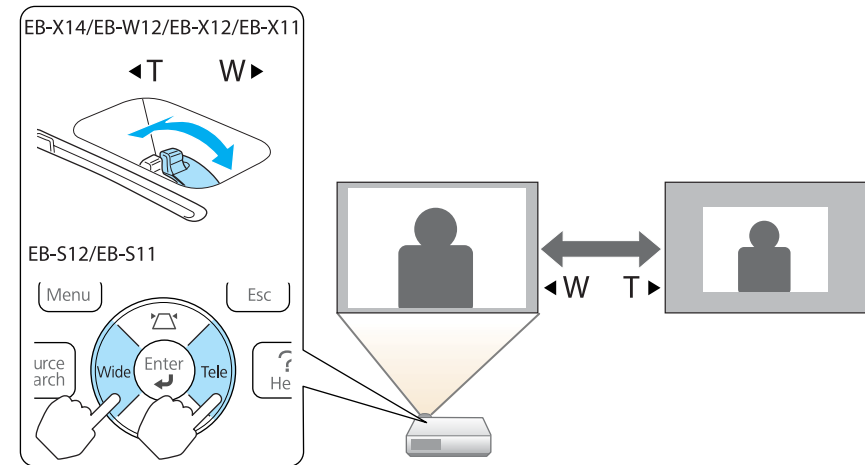 EB-X14/EB-W12/EB-X12/EB-X11
◀T W▶
EB-S12/EB-S11
Menu Esc
urce
arch
Wide Enter Tele
?
He
◀W T▶